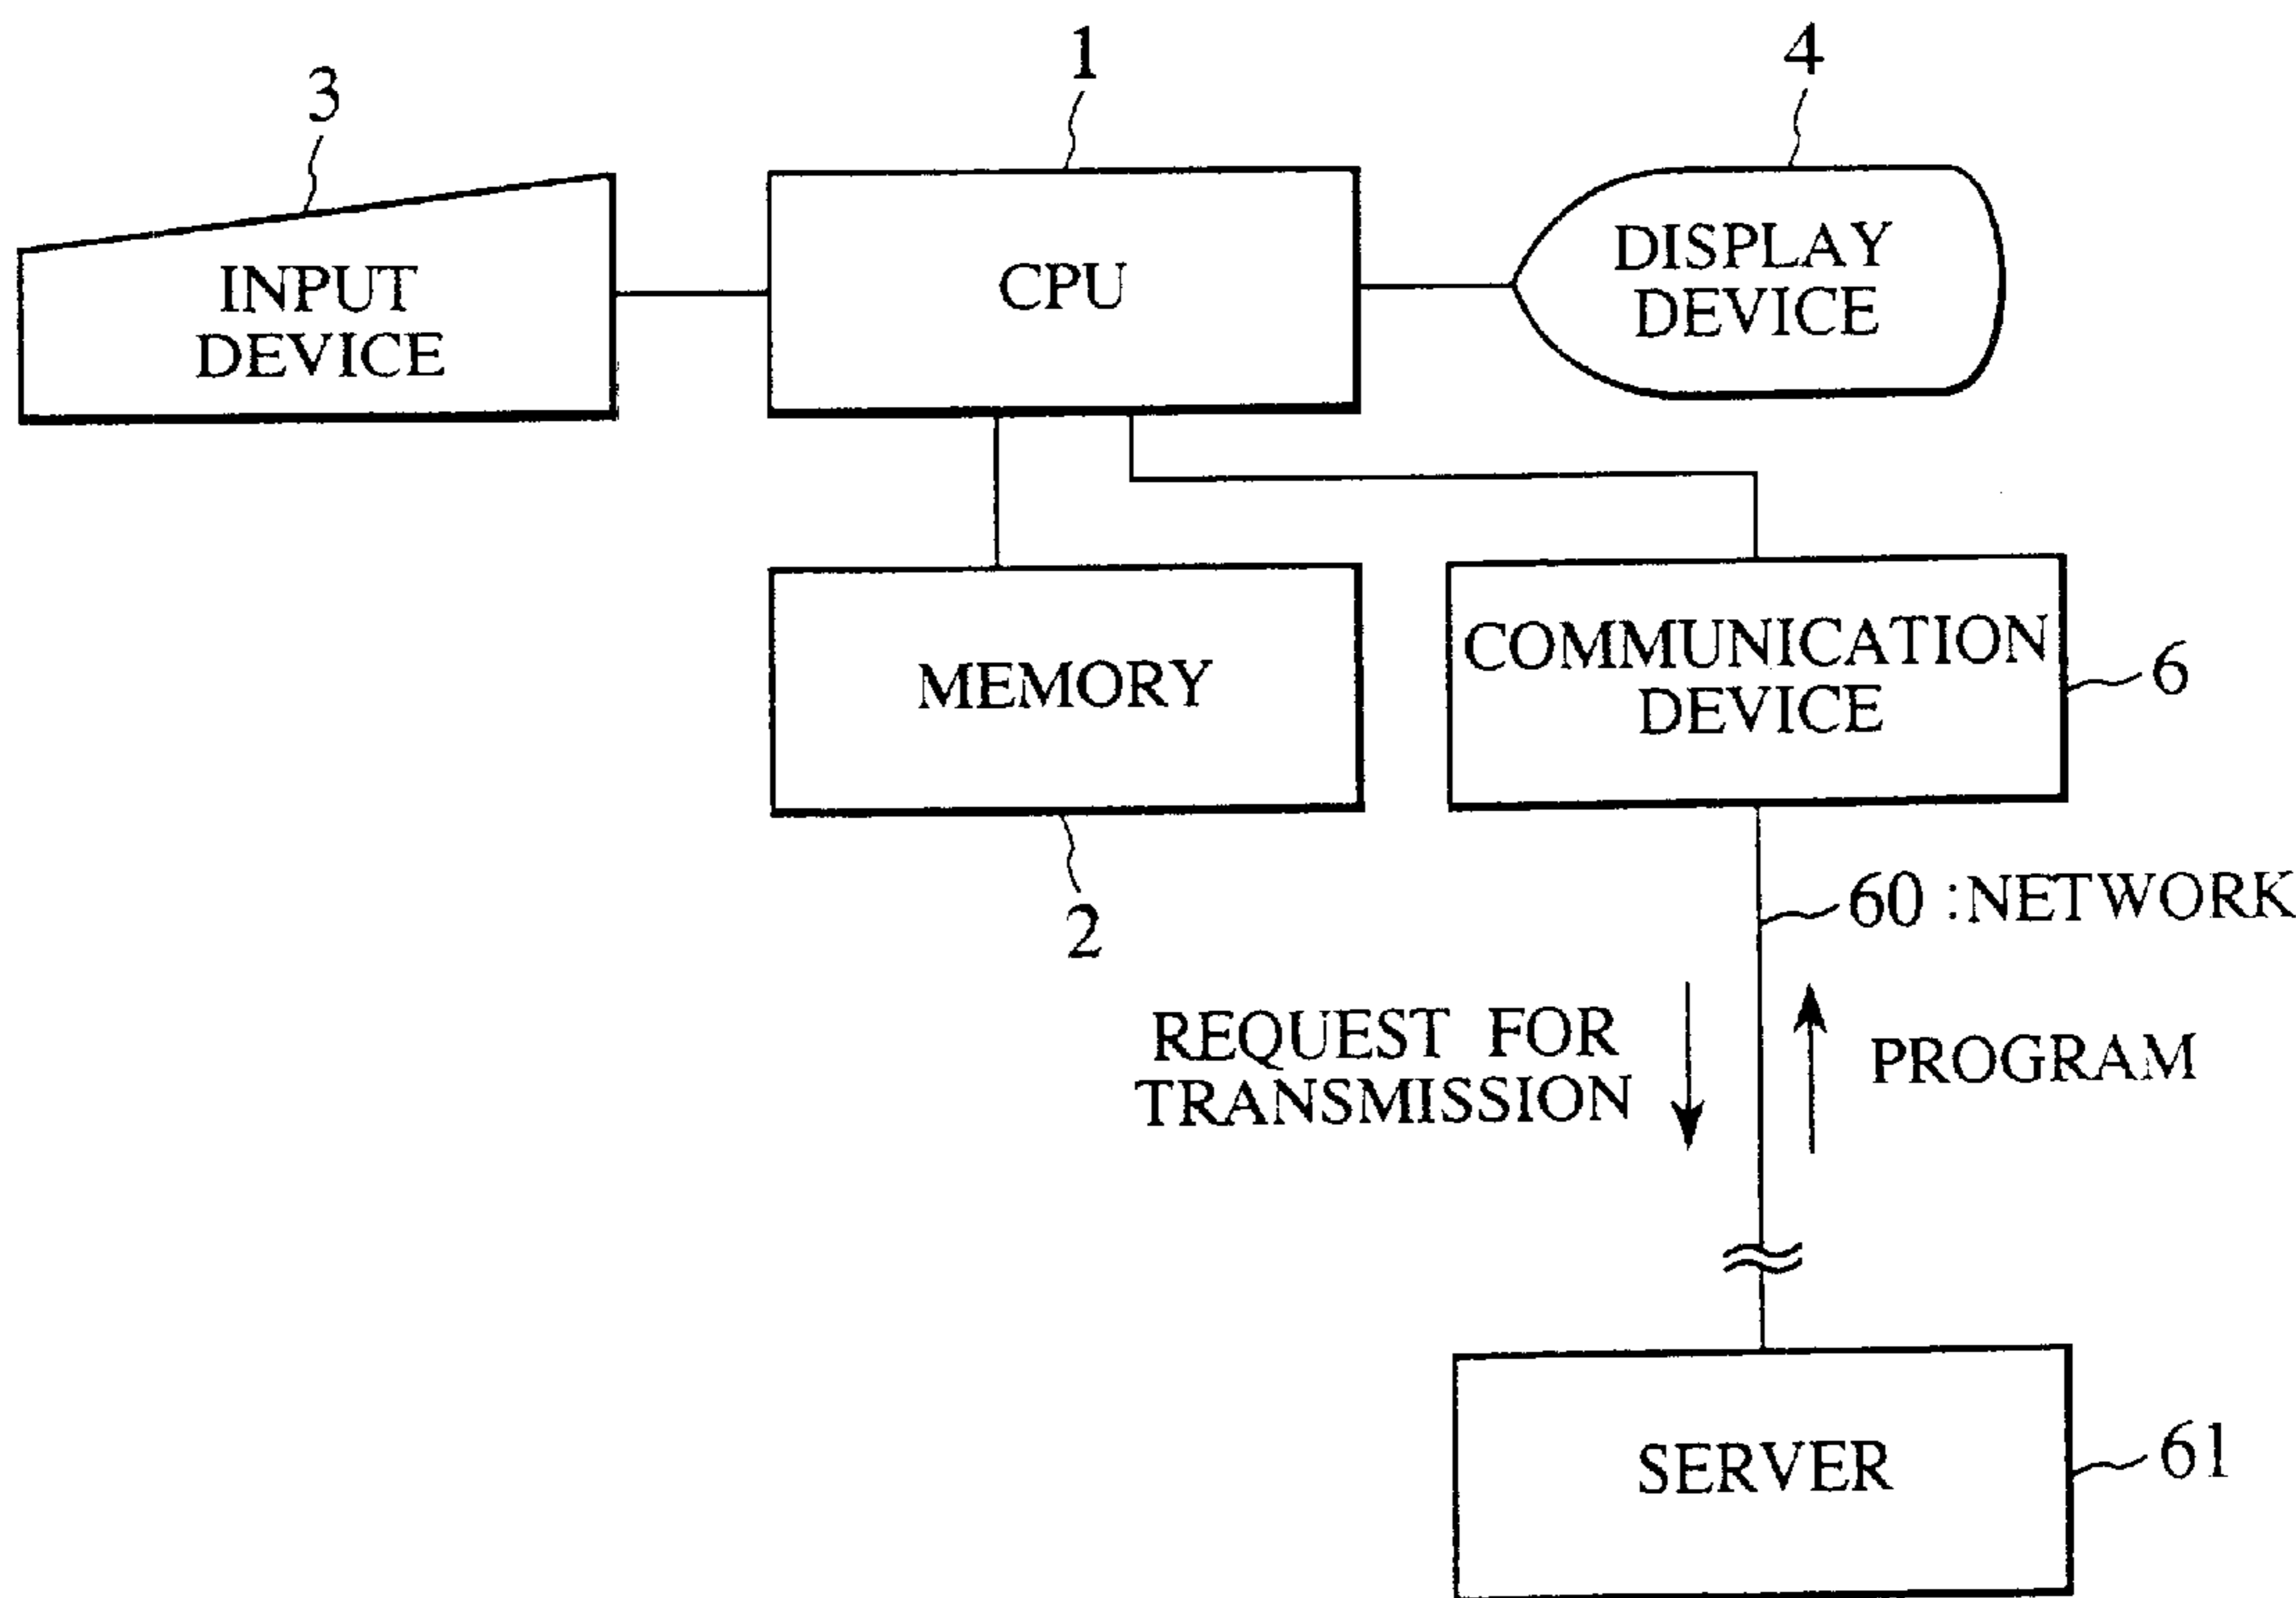 3
1
4
INPUT
DEVICE
CPU
DISPLAY
DEVICE
MEMORY
2
COMMUNICATION
DEVICE
6
60 :NETWORK
REQUEST FOR
TRANSMISSION
PROGRAM
SERVER
61